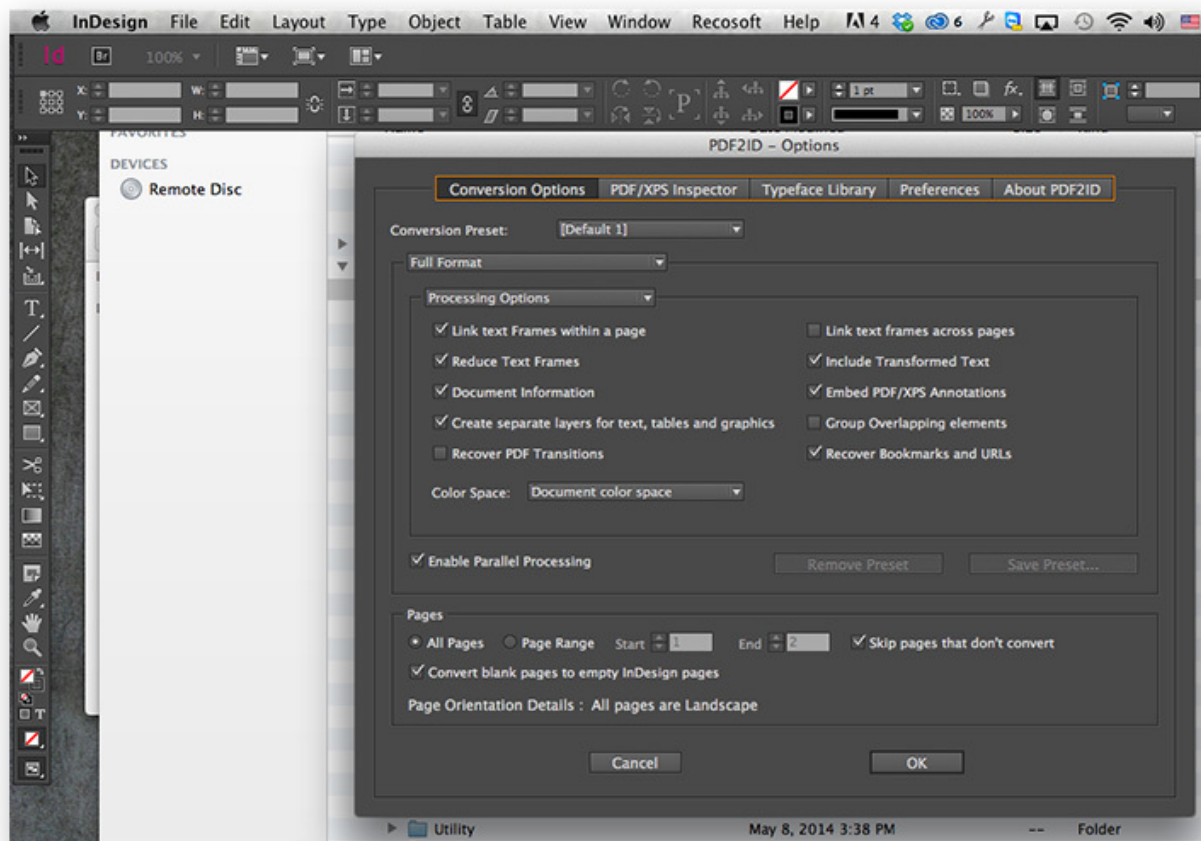 InDesign File Edit Layout Type Object Table View Window Recosoft Help 4 6
Id Br 100%
X: W: 1 pt fx.
Y: H: P 100%
FAVORITES
PDF2ID – Options
DEVICES
Remote Disc
Conversion Options PDF/XPS Inspector Typeface Library Preferences About PDF2ID
Conversion Preset: [Default 1]
Full Format
Processing Options
Link text Frames within a page Link text frames across pages
Reduce Text Frames Include Transformed Text
Document Information Embed PDF/XPS Annotations
Create separate layers for text, tables and graphics Group Overlapping elements
Recover PDF Transitions Recover Bookmarks and URLs
Color Space: Document color space
Enable Parallel Processing Remove Preset Save Preset...
Pages
All Pages Page Range Start 1 End 2 Skip pages that don't convert
Convert blank pages to empty InDesign pages
Page Orientation Details : All pages are Landscape
Cancel OK
Utility May 8, 2014 3:38 PM -- Folder